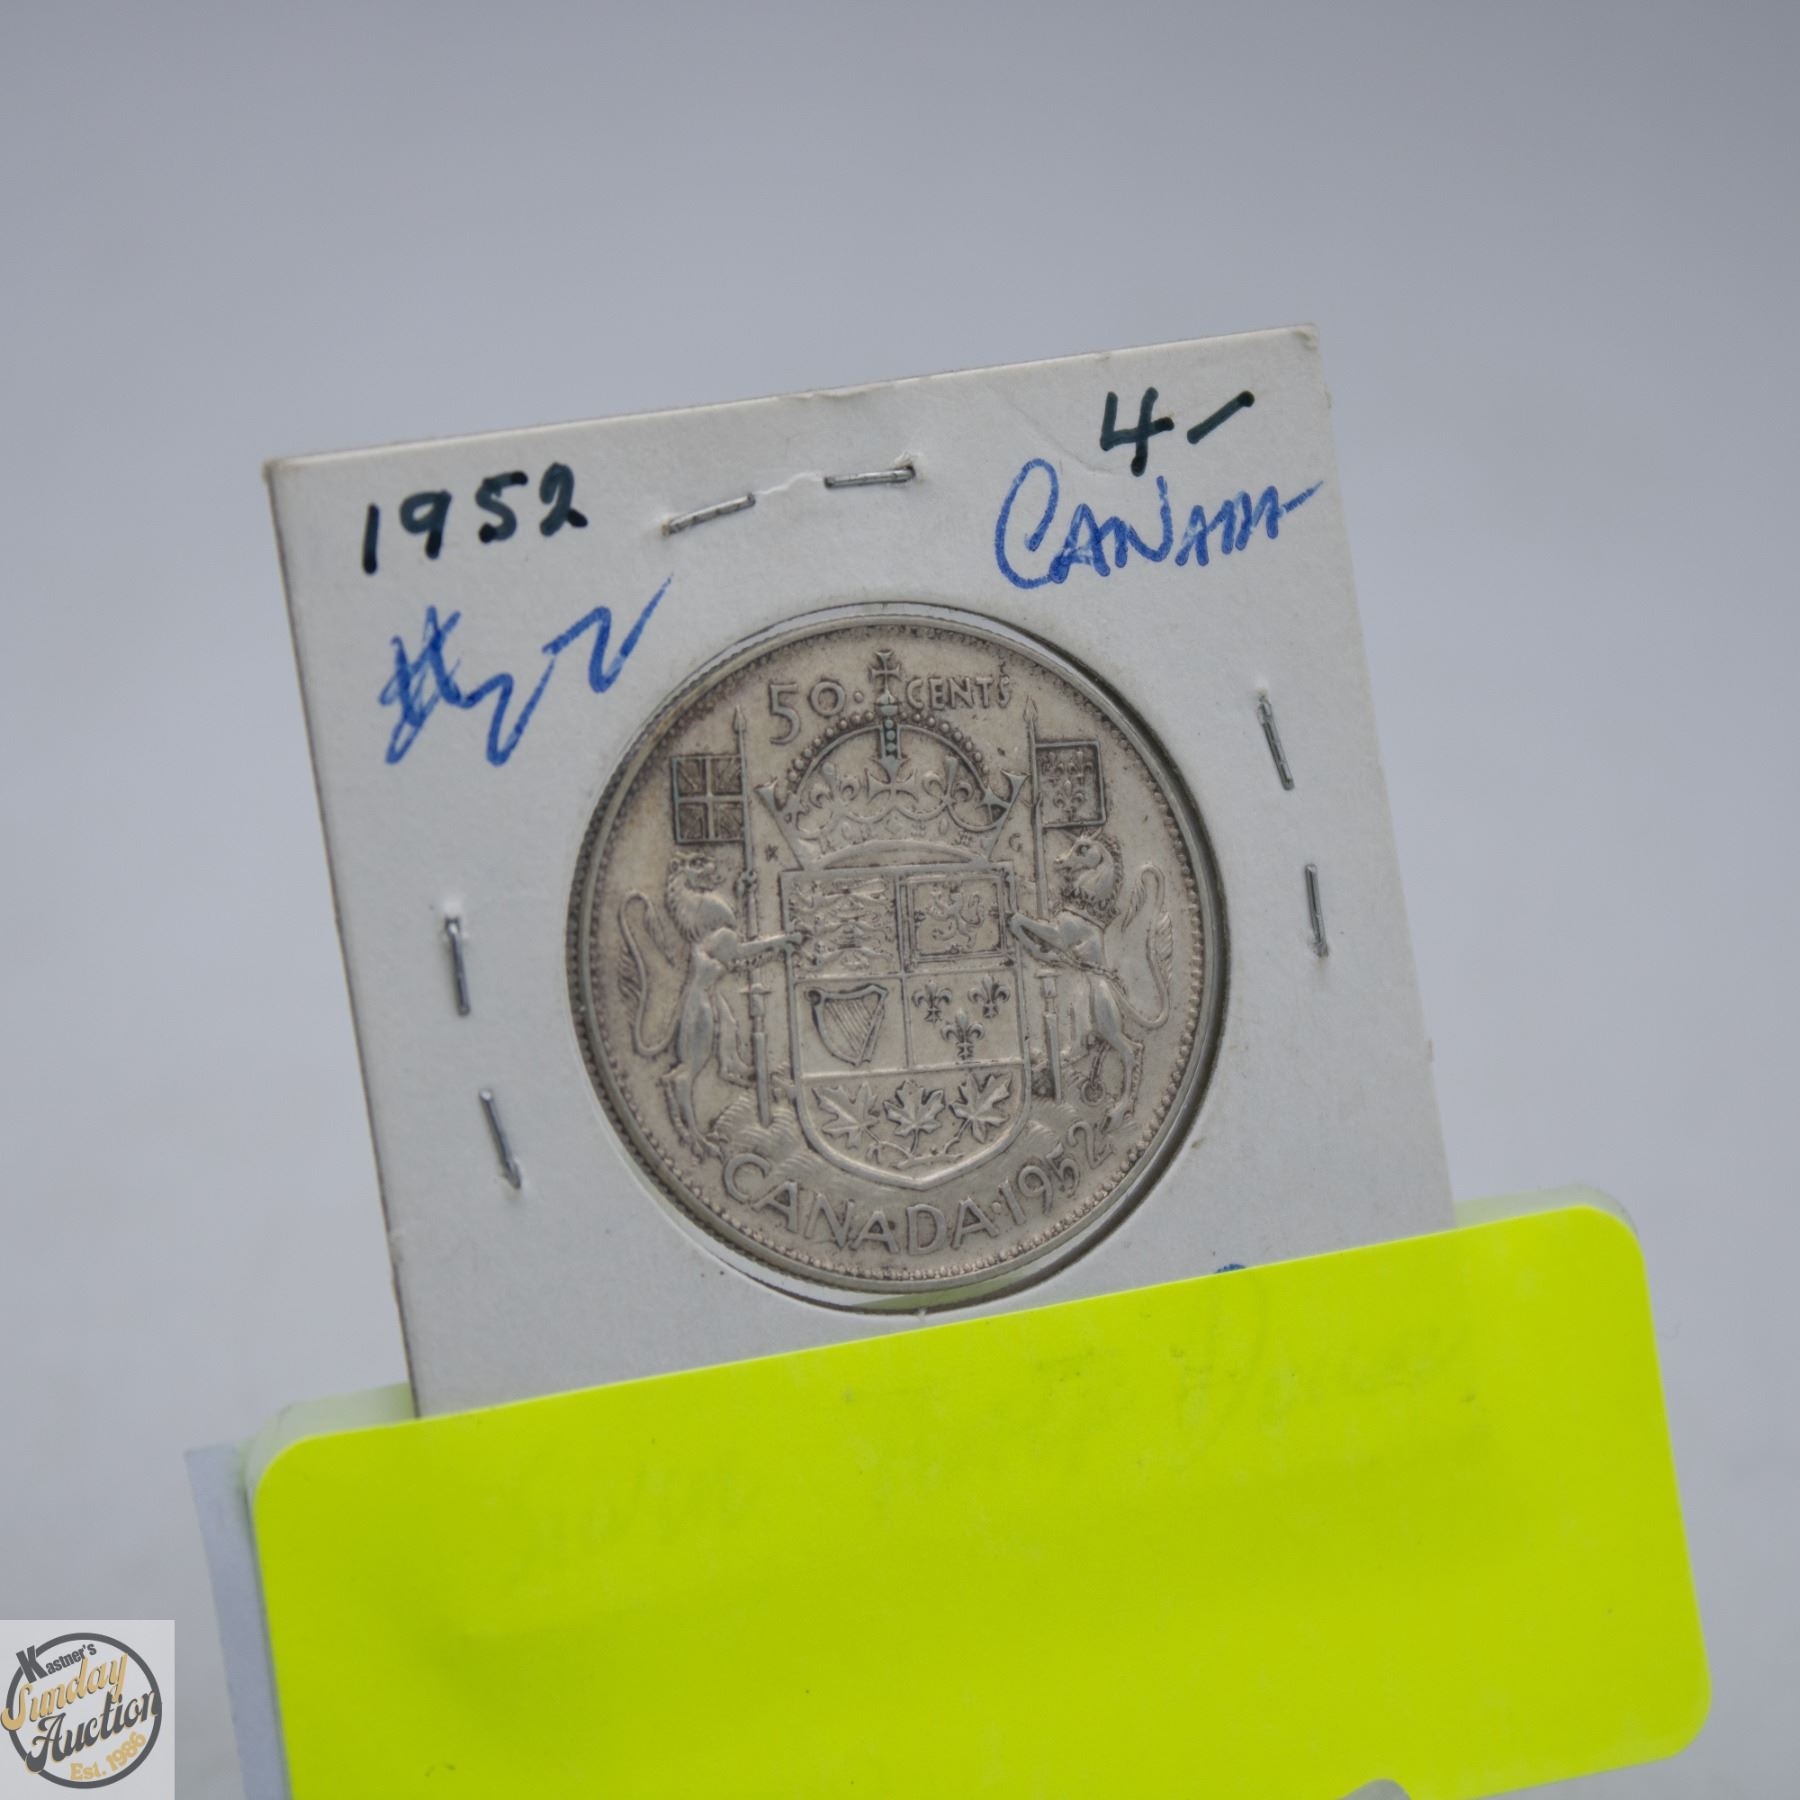 1952
4-
CANADA
50 · CENTS
K G
CANADA · 1952
Kastner's
Sunday
Auction
Est. 1986